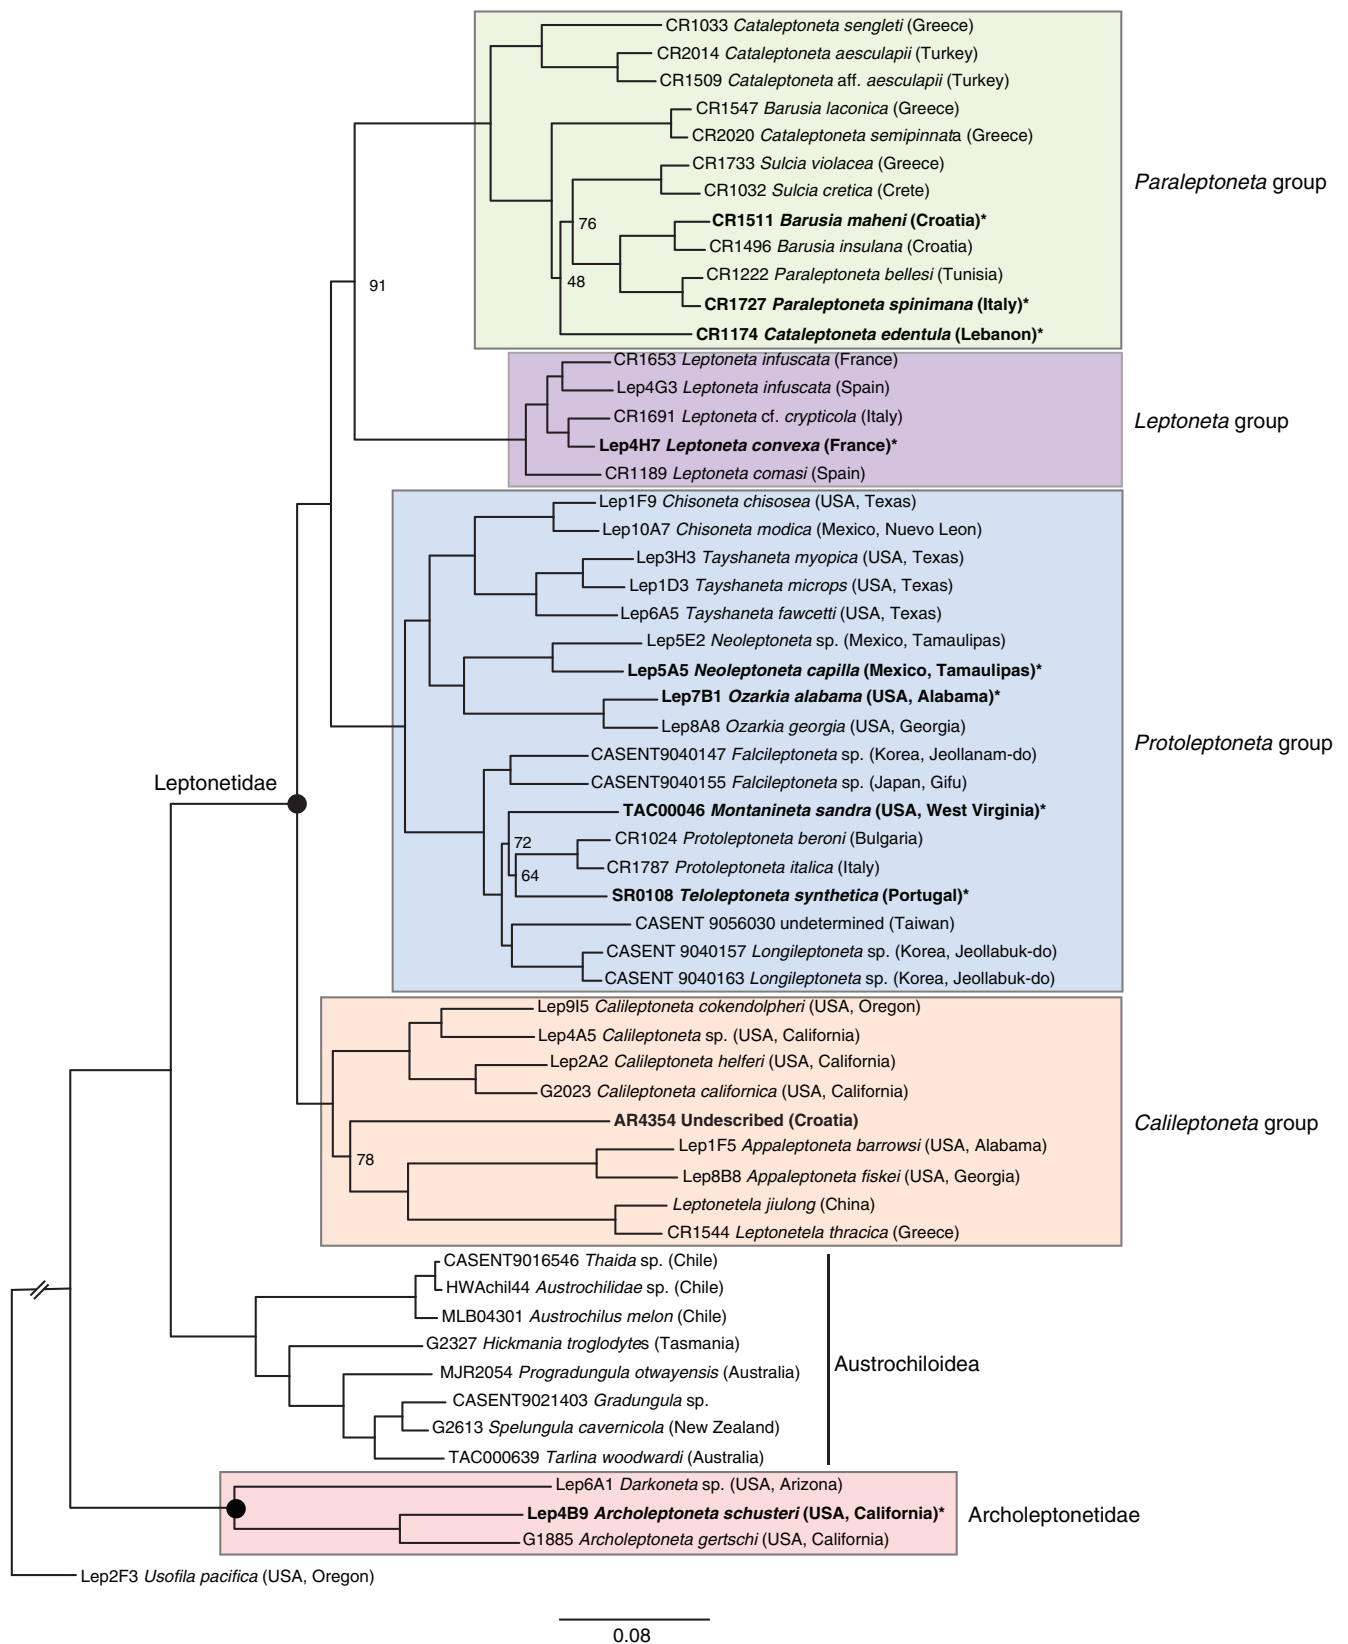 CR1033 Cataleptoneta sengleti (Greece)
CR2014 Cataleptoneta aesculapii (Turkey)
CR1509 Cataleptoneta aff. aesculapii (Turkey)
CR1547 Barusia laconica (Greece)
CR2020 Cataleptoneta semipinnata (Greece)
CR1733 Sulcia violacea (Greece)
Paraleptoneta group
CR1032 Sulcia cretica (Crete)
76
CR1511 Barusia maheni (Croatia)*
CR1496 Barusia insulana (Croatia)
CR1222 Paraleptoneta bellesi (Tunisia)
48
91
CR1727 Paraleptoneta spinimana (Italy)*
CR1174 Cataleptoneta edentula (Lebanon)*
CR1653 Leptoneta infuscata (France)
Lep4G3 Leptoneta infuscata (Spain)
CR1691 Leptoneta cf. crypticola (Italy)
Leptoneta group
Lep4H7 Leptoneta convexa (France)*
CR1189 Leptoneta comasi (Spain)
Lep1F9 Chisoneta chisosea (USA, Texas)
Lep10A7 Chisoneta modica (Mexico, Nuevo Leon)
Lep3H3 Tayshaneta myopica (USA, Texas)
Lep1D3 Tayshaneta microps (USA, Texas)
Lep6A5 Tayshaneta fawcetti (USA, Texas)
Lep5E2 Neoleptoneta sp. (Mexico, Tamaulipas)
Lep5A5 Neoleptoneta capilla (Mexico, Tamaulipas)*
Lep7B1 Ozarkia alabama (USA, Alabama)*
Lep8A8 Ozarkia georgia (USA, Georgia)
Protoleptoneta group
CASENT9040147 Falcileptoneta sp. (Korea, Jeollanam-do)
CASENT9040155 Falcileptoneta sp. (Japan, Gifu)
Leptonetidae
TAC00046 Montanineta sandra (USA, West Virginia)*
72
CR1024 Protoleptoneta beroni (Bulgaria)
CR1787 Protoleptoneta italica (Italy)
64
SR0108 Teloleptoneta synthetica (Portugal)*
CASENT 9056030 undetermined (Taiwan)
CASENT 9040157 Longileptoneta sp. (Korea, Jeollabuk-do)
CASENT 9040163 Longileptoneta sp. (Korea, Jeollabuk-do)
Lep9I5 Calileptoneta cokendolpheri (USA, Oregon)
Lep4A5 Calileptoneta sp. (USA, California)
Lep2A2 Calileptoneta helferi (USA, California)
G2023 Calileptoneta californica (USA, California)
AR4354 Undescribed (Croatia)
Calileptoneta group
Lep1F5 Appaleptoneta barrowsi (USA, Alabama)
78
Lep8B8 Appaleptoneta fiskei (USA, Georgia)
Leptonetela jiulong (China)
CR1544 Leptonetela thracica (Greece)
CASENT9016546 Thaida sp. (Chile)
HWAchil44 Austrochilidae sp. (Chile)
MLB04301 Austrochilus melon (Chile)
G2327 Hickmania troglodytes (Tasmania)
Austrochiloidea
MJR2054 Progradungula otwayensis (Australia)
CASENT9021403 Gradungula sp.
G2613 Spelungula cavernicola (New Zealand)
TAC000639 Tarlina woodwardi (Australia)
Lep6A1 Darkoneta sp. (USA, Arizona)
Lep4B9 Archoleptoneta schusteri (USA, California)*
Archoleptonetidae
G1885 Archoleptoneta gertschi (USA, California)
Lep2F3 Usofila pacifica (USA, Oregon)
0.08